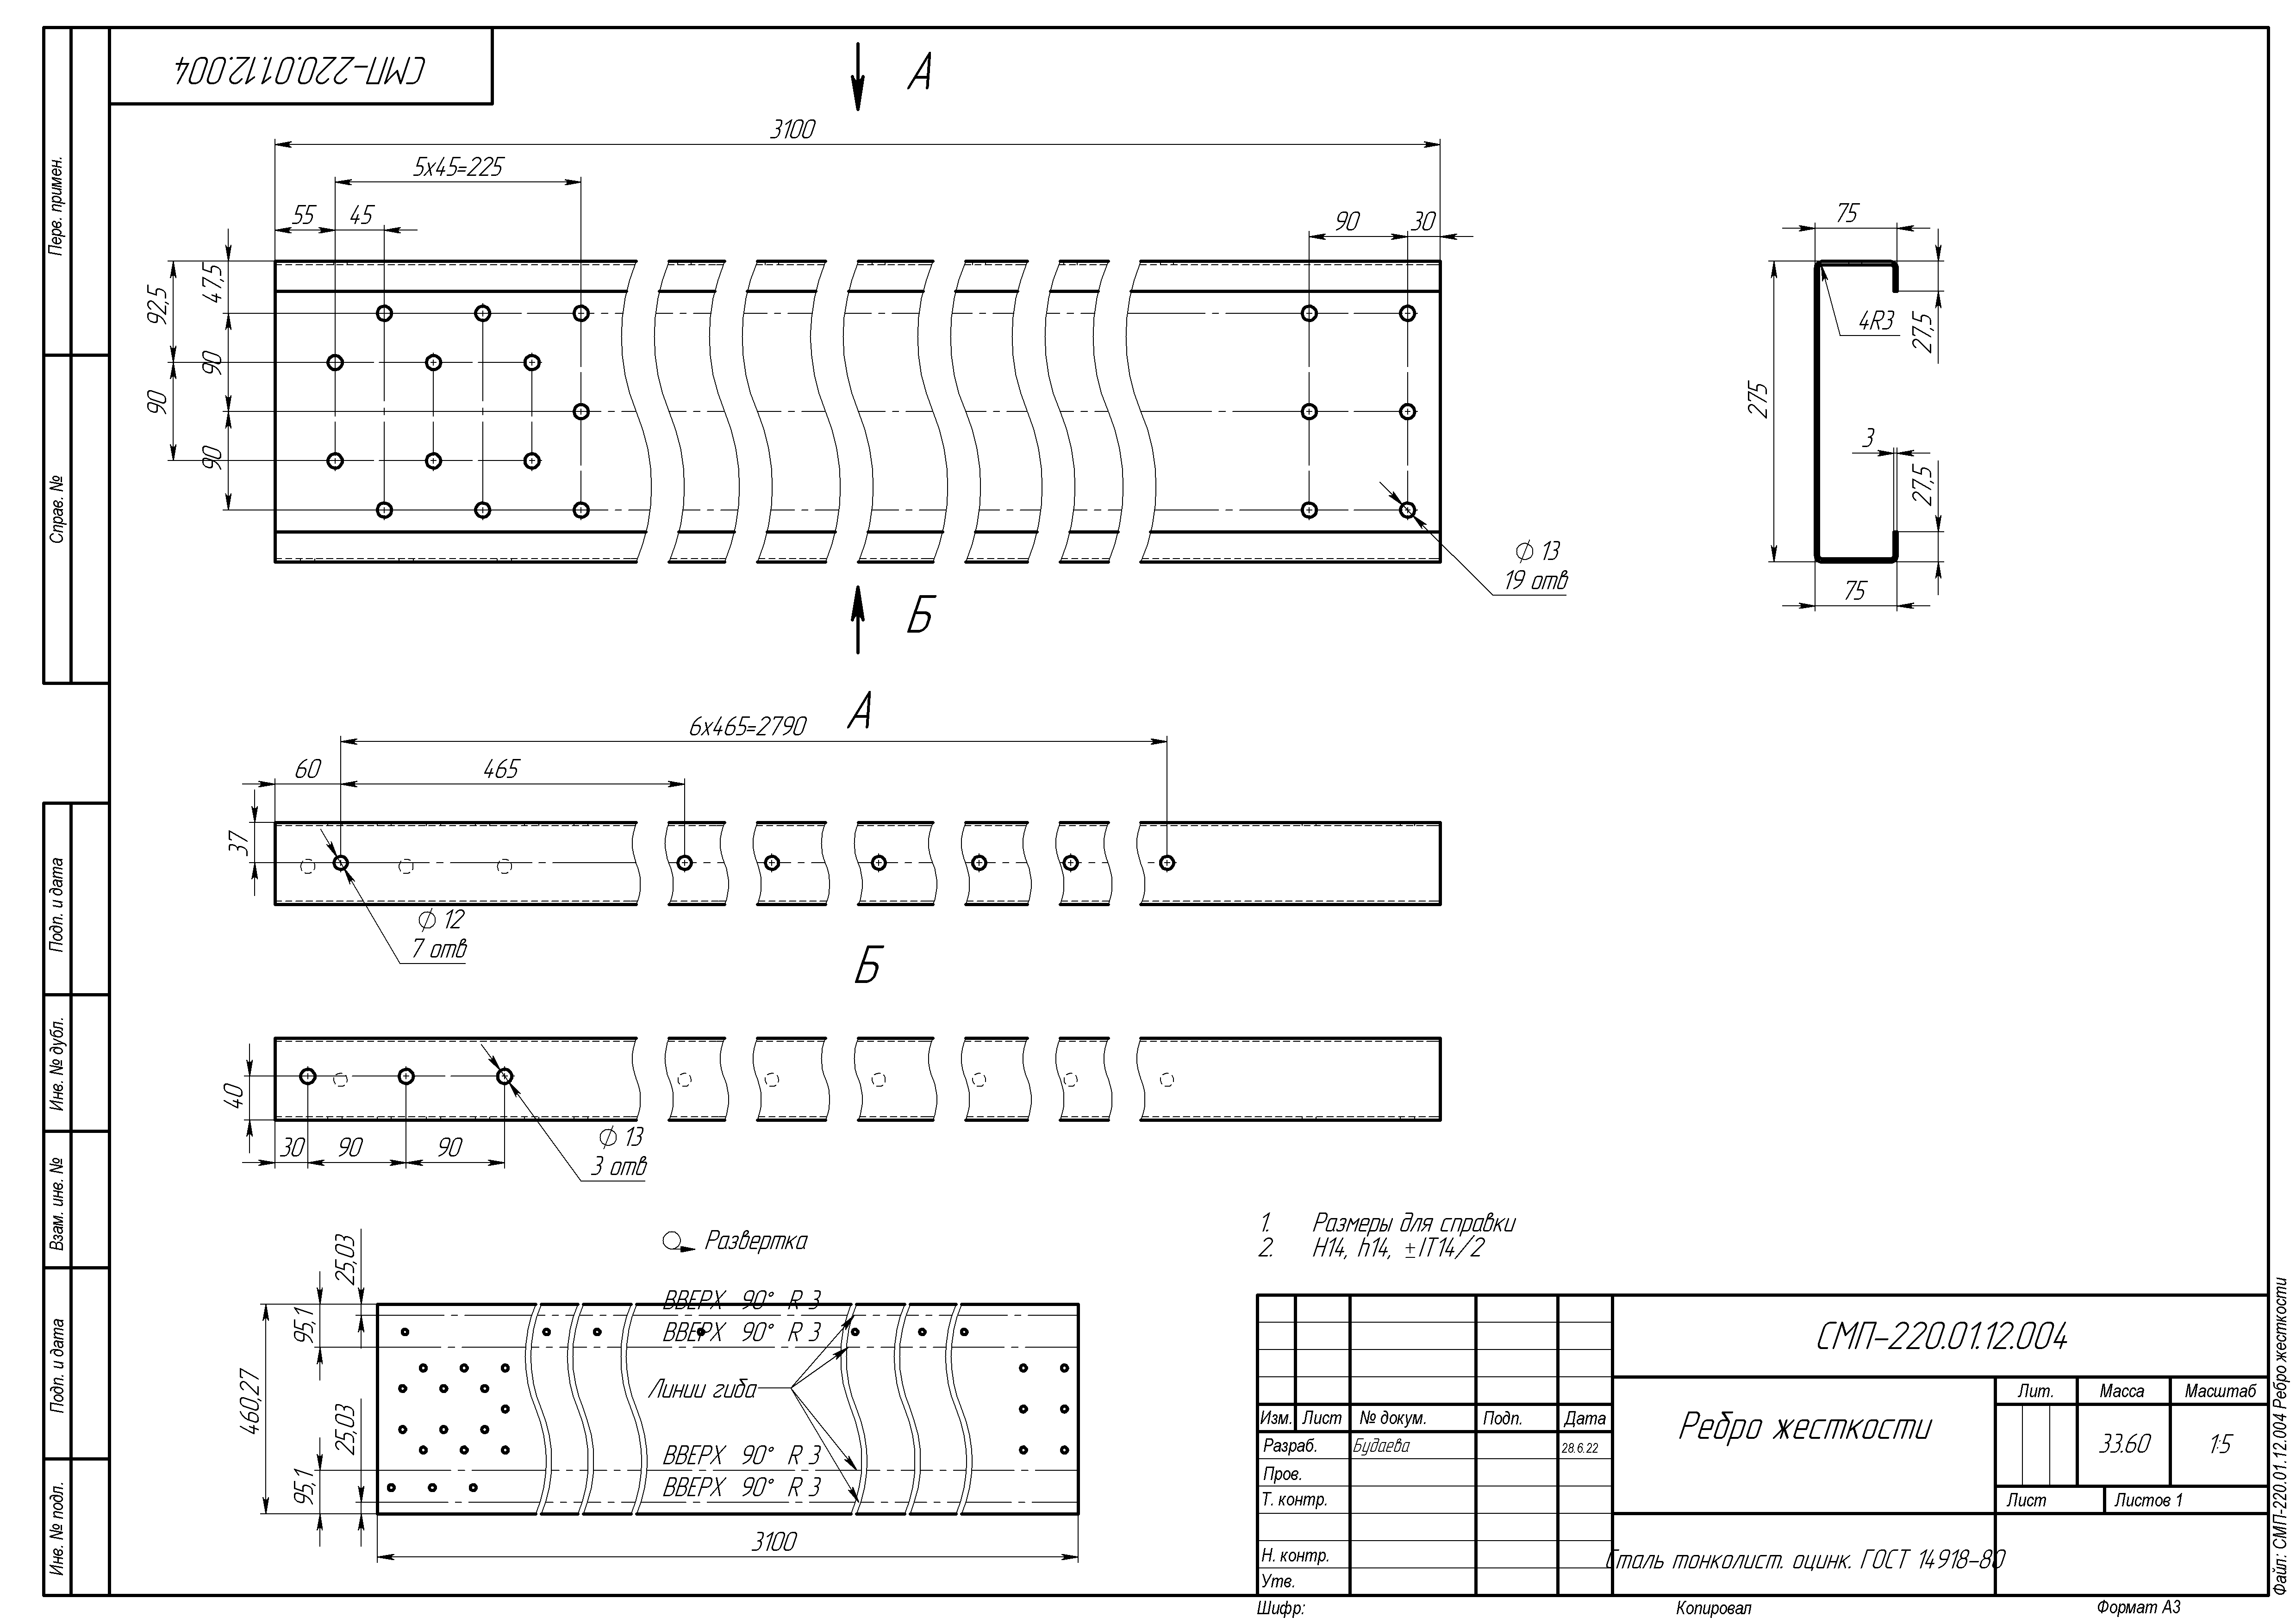 СМП-220.01.12.004
А
3100
5x45=225
55
45
90
30
92,5
47,5
90
90
90
Ф 13
19 отв
75
4R3
27,5
275
3
27,5
75
Б
А
6x465=2790
60
465
37
Ф 12
7 отв
Б
40
30
90
90
Ф 13
3 отв
Развертка
25,03
95,1
460,27
25,03
95,1
ВВЕРХ 90° R 3
ВВЕРХ 90° R 3
Линии гиба
ВВЕРХ 90° R 3
ВВЕРХ 90° R 3
3100
1. Размеры для справки
2. H14, h14, ±IT14/2
СМП-220.01.12.004
Ребро жесткости
Лит. Масса Масштаб
33.60 1:5
Лист Листов 1
Изм. Лист № докум. Подп. Дата
Разраб. Будаева 28.6.22
Пров.
Т. контр.
Н. контр.
Утв.
Сталь тонколист. оцинк. ГОСТ 14918-80
Шифр: Копировал Формат А3
Файл: СМП-220.01.12.004 Ребро жесткости
Перв. примен.
Справ. №
Подп. и дата
Инв. № дубл.
Взам. инв. №
Подп. и дата
Инв. № подл.